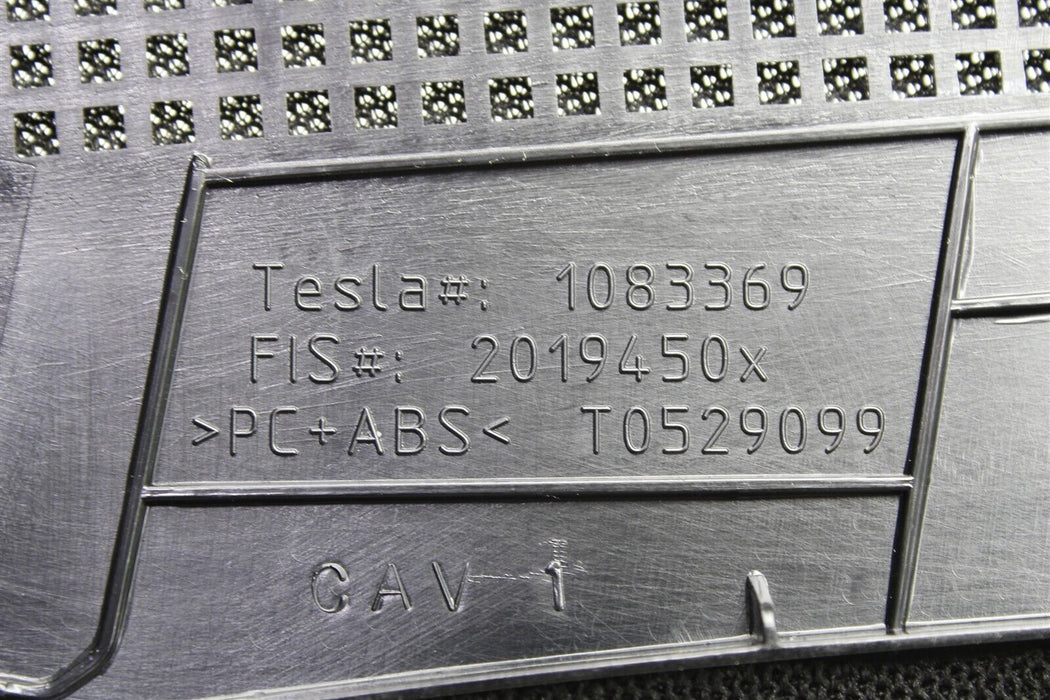 Tesla#: 1083369
FIS#: 2019450x
>PC+ABS< T0529099
CAV 1